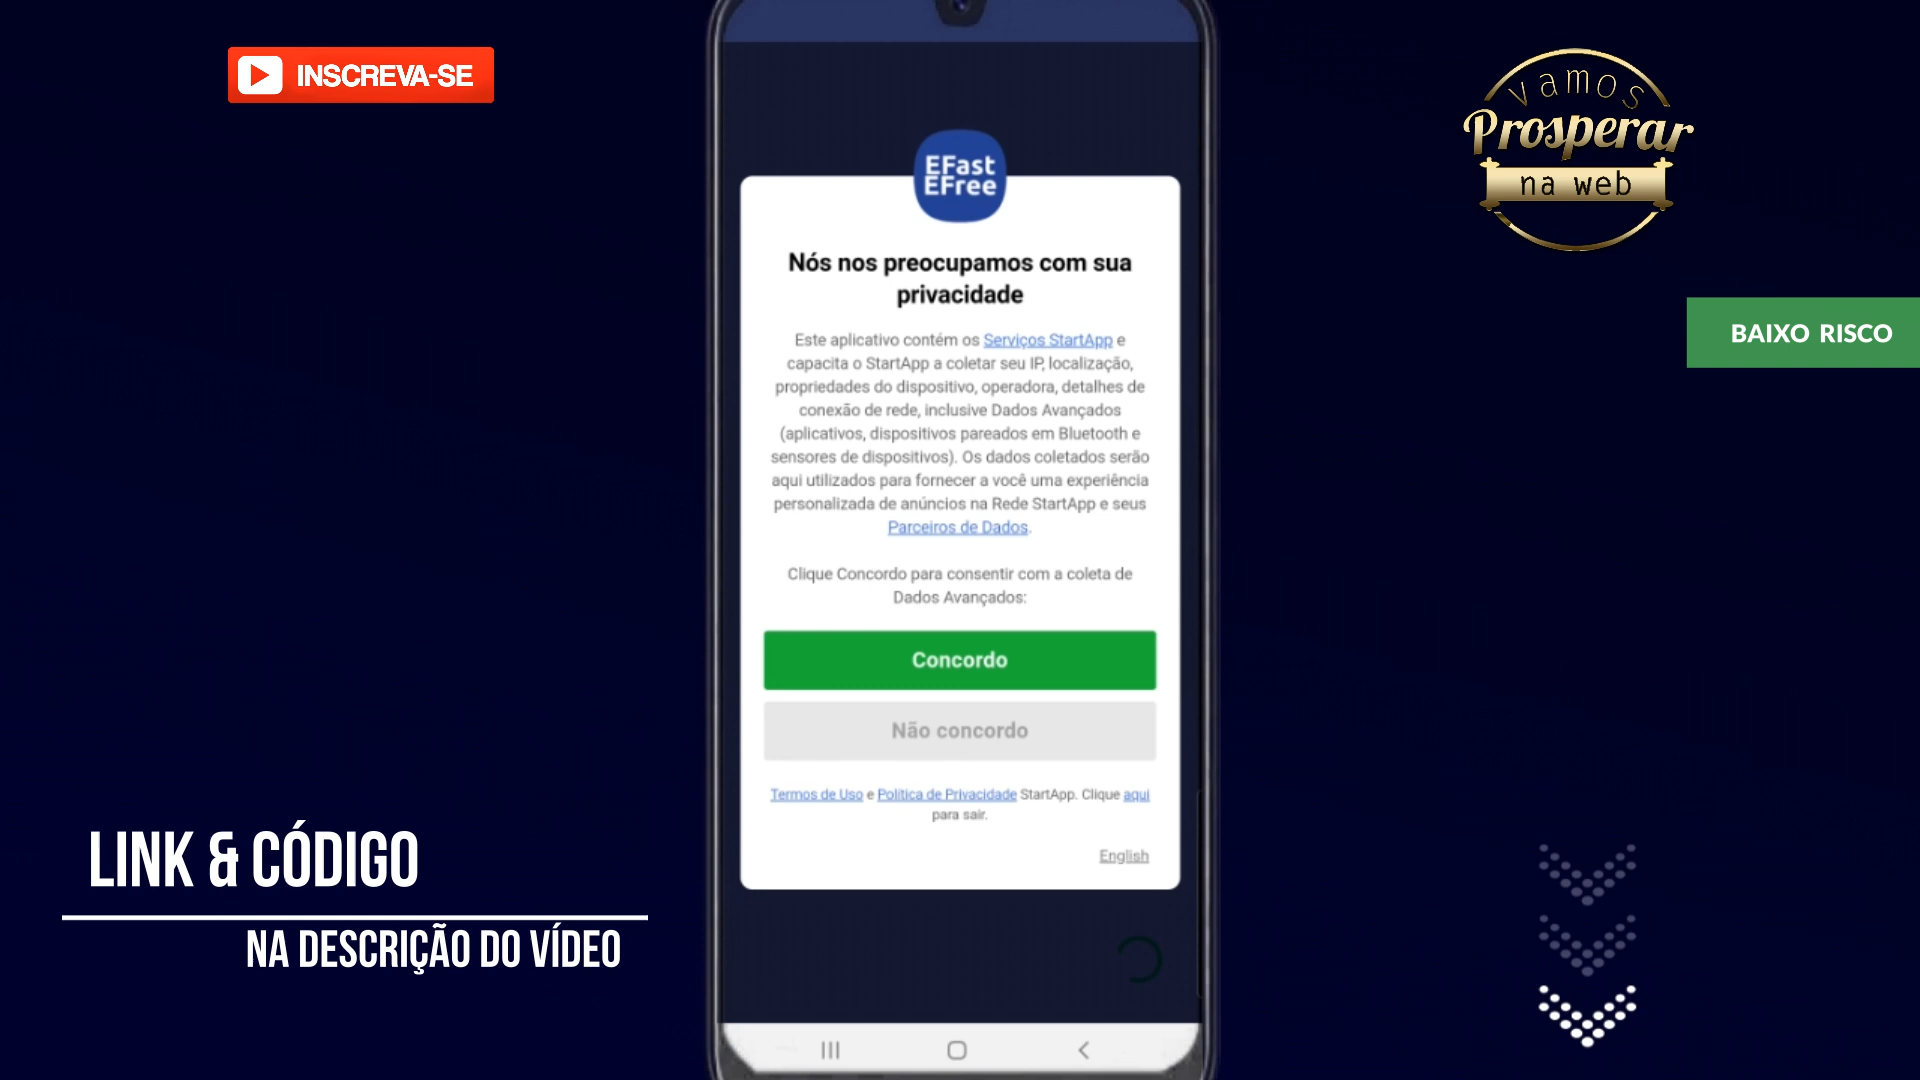 INSCREVA-SE
vamos
Prosperar
na web
BAIXO RISCO
EFast
EFree
Nós nos preocupamos com sua
privacidade
Este aplicativo contém os Serviços StartApp e
capacita o StartApp a coletar seu IP, localização,
propriedades do dispositivo, operadora, detalhes de
conexão de rede, inclusive Dados Avançados
(aplicativos, dispositivos pareados em Bluetooth e
sensores de dispositivos). Os dados coletados serão
aqui utilizados para fornecer a você uma experiência
personalizada de anúncios na Rede StartApp e seus
Parceiros de Dados.
Clique Concordo para consentir com a coleta de
Dados Avançados:
Concordo
Não concordo
Termos de Uso e Política de Privacidade StartApp. Clique aqui
para sair.
English
LINK & CÓDIGO
NA DESCRIÇÃO DO VÍDEO